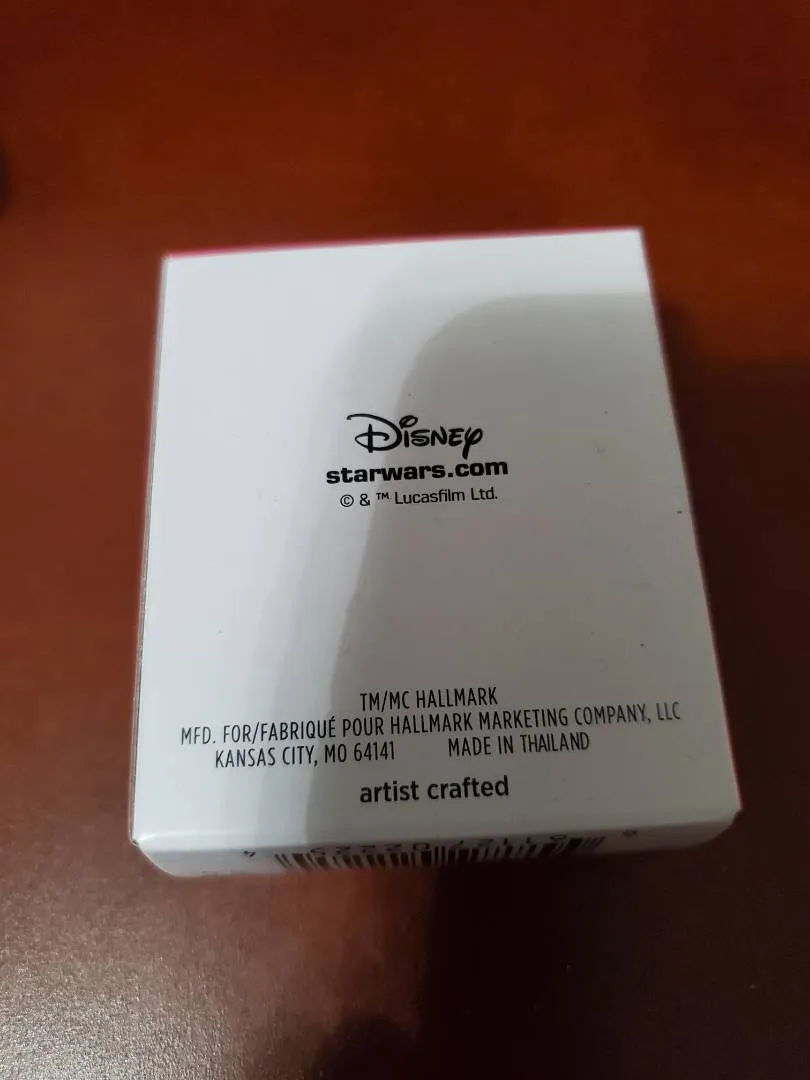 Disney
starwars.com
© & ™ Lucasfilm Ltd.
TM/MC HALLMARK
MFD. FOR/FABRIQUÉ POUR HALLMARK MARKETING COMPANY, LLC
KANSAS CITY, MO 64141 MADE IN THAILAND
artist crafted